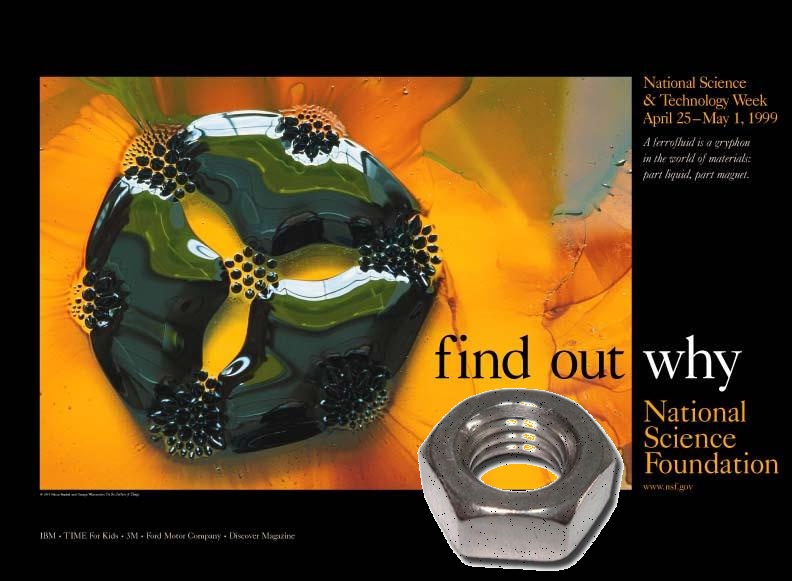 National Science
& Technology Week
April 25–May 1, 1999
A ferrofluid is a gryphon
in the world of materials:
part liquid, part magnet.
find out why
National
Science
Foundation
www.nsf.gov
IBM • TIME For Kids • 3M • Ford Motor Company • Discover Magazine